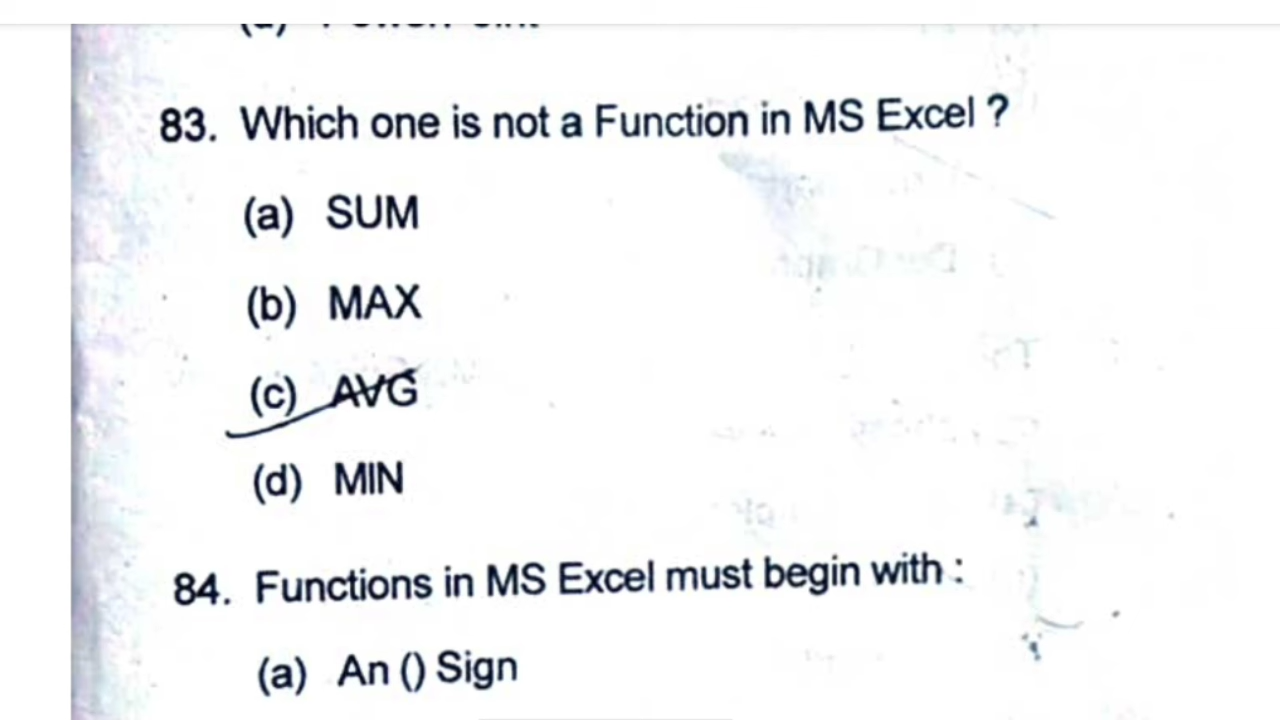 83. Which one is not a Function in MS Excel ?
(a) SUM
(b) MAX
(c) AVG
(d) MIN
84. Functions in MS Excel must begin with :
(a) An () Sign